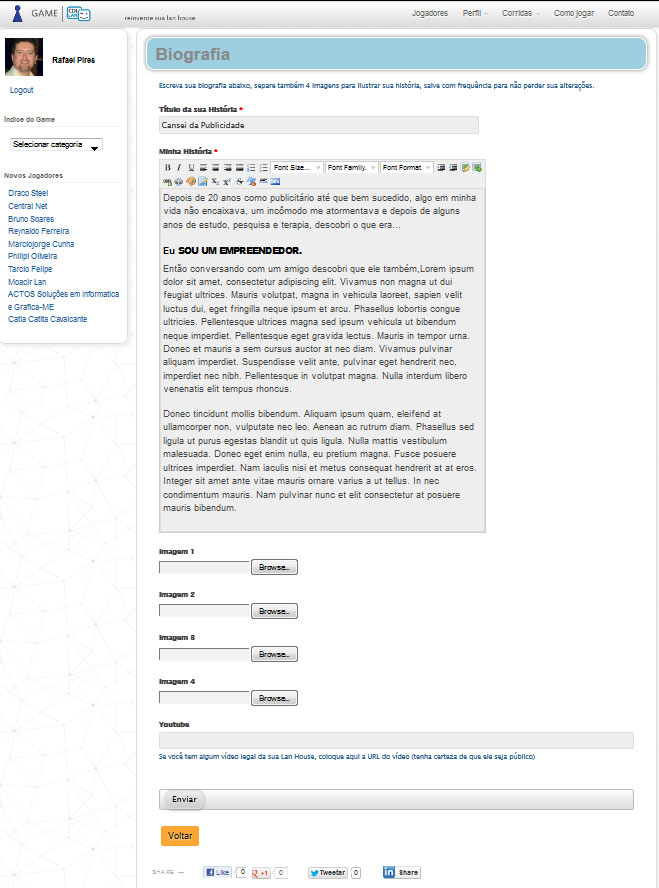 GAME
CDI LAN
reinvente sua lan house
Jogadores Perfil Corridas Como jogar Contato
Rafael Pires
Logout
Índice do Game
Selecionar categoria
Novos Jogadores
Draco Steel
Central Net
Bruno Soares
Reynaldo Ferreira
Marciojorge Cunha
Philipi Oliveira
Tarcio Felipe
Moacir Lan
ACTOS Soluções em Informatica
e Grafica-ME
Catia Catita Cavalcante
Biografia
Escreva sua biografia abaixo, separe também 4 imagens para ilustrar sua história, salve com frequência para não perder sua alterações.
Título da sua História *
Cansei da Publicidade
Minha História *
B I U Font Size... Font Family. Font Format
Depois de 20 anos como publicitário até que bem sucedido, algo em minha
vida não encaixava, um incômodo me atormentava e depois de alguns
anos de estudo, pesquisa e terapia, descobri o que era...
Eu SOU UM EMPREENDEDOR.
Então conversando com um amigo descobri que ele também,Lorem ipsum
dolor sit amet, consectetur adipiscing elit. Vivamus non magna ut dui
feugiat ultrices. Mauris volutpat, magna in vehicula laoreet, sapien velit
luctus dui, eget fringilla neque ipsum et arcu. Phasellus lobortis congue
ultricies. Pellentesque ultrices magna sed ipsum vehicula ut bibendum
neque imperdiet. Pellentesque eget gravida lectus. Mauris in tempor urna.
Donec et mauris a sem cursus auctor at nec diam. Vivamus pulvinar
aliquam imperdiet. Suspendisse velit ante, pulvinar eget hendrerit nec,
imperdiet nec nibh. Pellentesque in volutpat magna. Nulla interdum libero
venenatis elit tempus rhoncus.
Donec tincidunt mollis bibendum. Aliquam ipsum quam, eleifend at
ullamcorper non, vulputate nec leo. Aenean ac rutrum diam. Phasellus sed
ligula ut purus egestas blandit ut quis ligula. Nulla mattis vestibulum
malesuada. Donec eget enim nulla, eu pretium magna. Fusce posuere
ultrices imperdiet. Nam iaculis nisi et metus consequat hendrerit at at eros.
Integer sit amet ante vitae mauris ornare varius a ut tellus. In nec
condimentum mauris. Nam pulvinar nunc et elit consectetur at posuere
mauris bibendum.
Imagem 1
Browse..
Imagem 2
Browse..
Imagem 3
Browse..
Imagem 4
Browse..
Youtube
Se você tem algum vídeo legal da sua Lan House, coloque aqui a URL do vídeo (tenha certeza de que ele seja público)
Enviar
Voltar
SHARE Like 0 +1 0 Tweetar 0 in Share